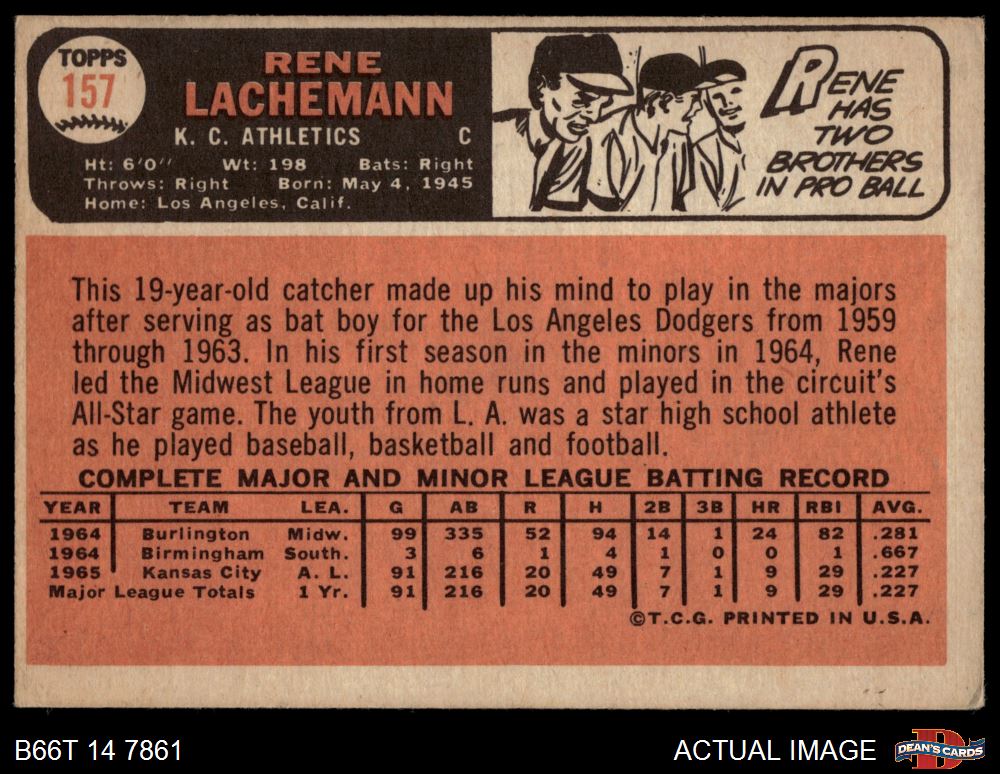 TOPPS
157
RENE
LACHEMANN
K. C. ATHLETICS C
Ht: 6'0" Wt: 198 Bats: Right
Throws: Right Born: May 4, 1945
Home: Los Angeles, Calif.
RENE
HAS
TWO
BROTHERS
IN PRO BALL
This 19-year-old catcher made up his mind to play in the majors
after serving as bat boy for the Los Angeles Dodgers from 1959
through 1963. In his first season in the minors in 1964, Rene
led the Midwest League in home runs and played in the circuit's
All-Star game. The youth from L. A. was a star high school athlete
as he played baseball, basketball and football.
COMPLETE MAJOR AND MINOR LEAGUE BATTING RECORD
YEAR TEAM LEA. G AB R H 2B 3B HR RBI AVG.
1964 Burlington Midw. 99 335 52 94 14 1 24 82 .281
1964 Birmingham South. 3 6 1 4 1 0 0 1 .667
1965 Kansas City A. L. 91 216 20 49 7 1 9 29 .227
Major League Totals 1 Yr. 91 216 20 49 7 1 9 29 .227
©T.C.G. PRINTED IN U.S.A.
B66T 14 7861
ACTUAL IMAGE
DEAN'S CARDS